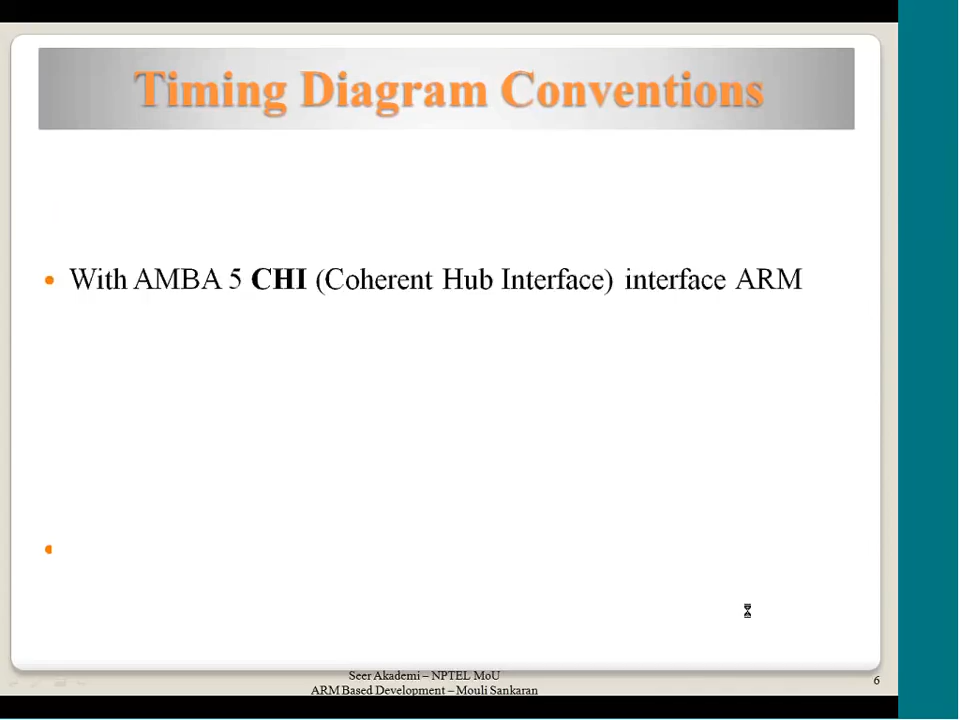 Timing Diagram Conventions
• With AMBA 5 CHI (Coherent Hub Interface) interface ARM
•
Seer Akademi – NPTEL MoU
ARM Based Development – Mouli Sankaran
6